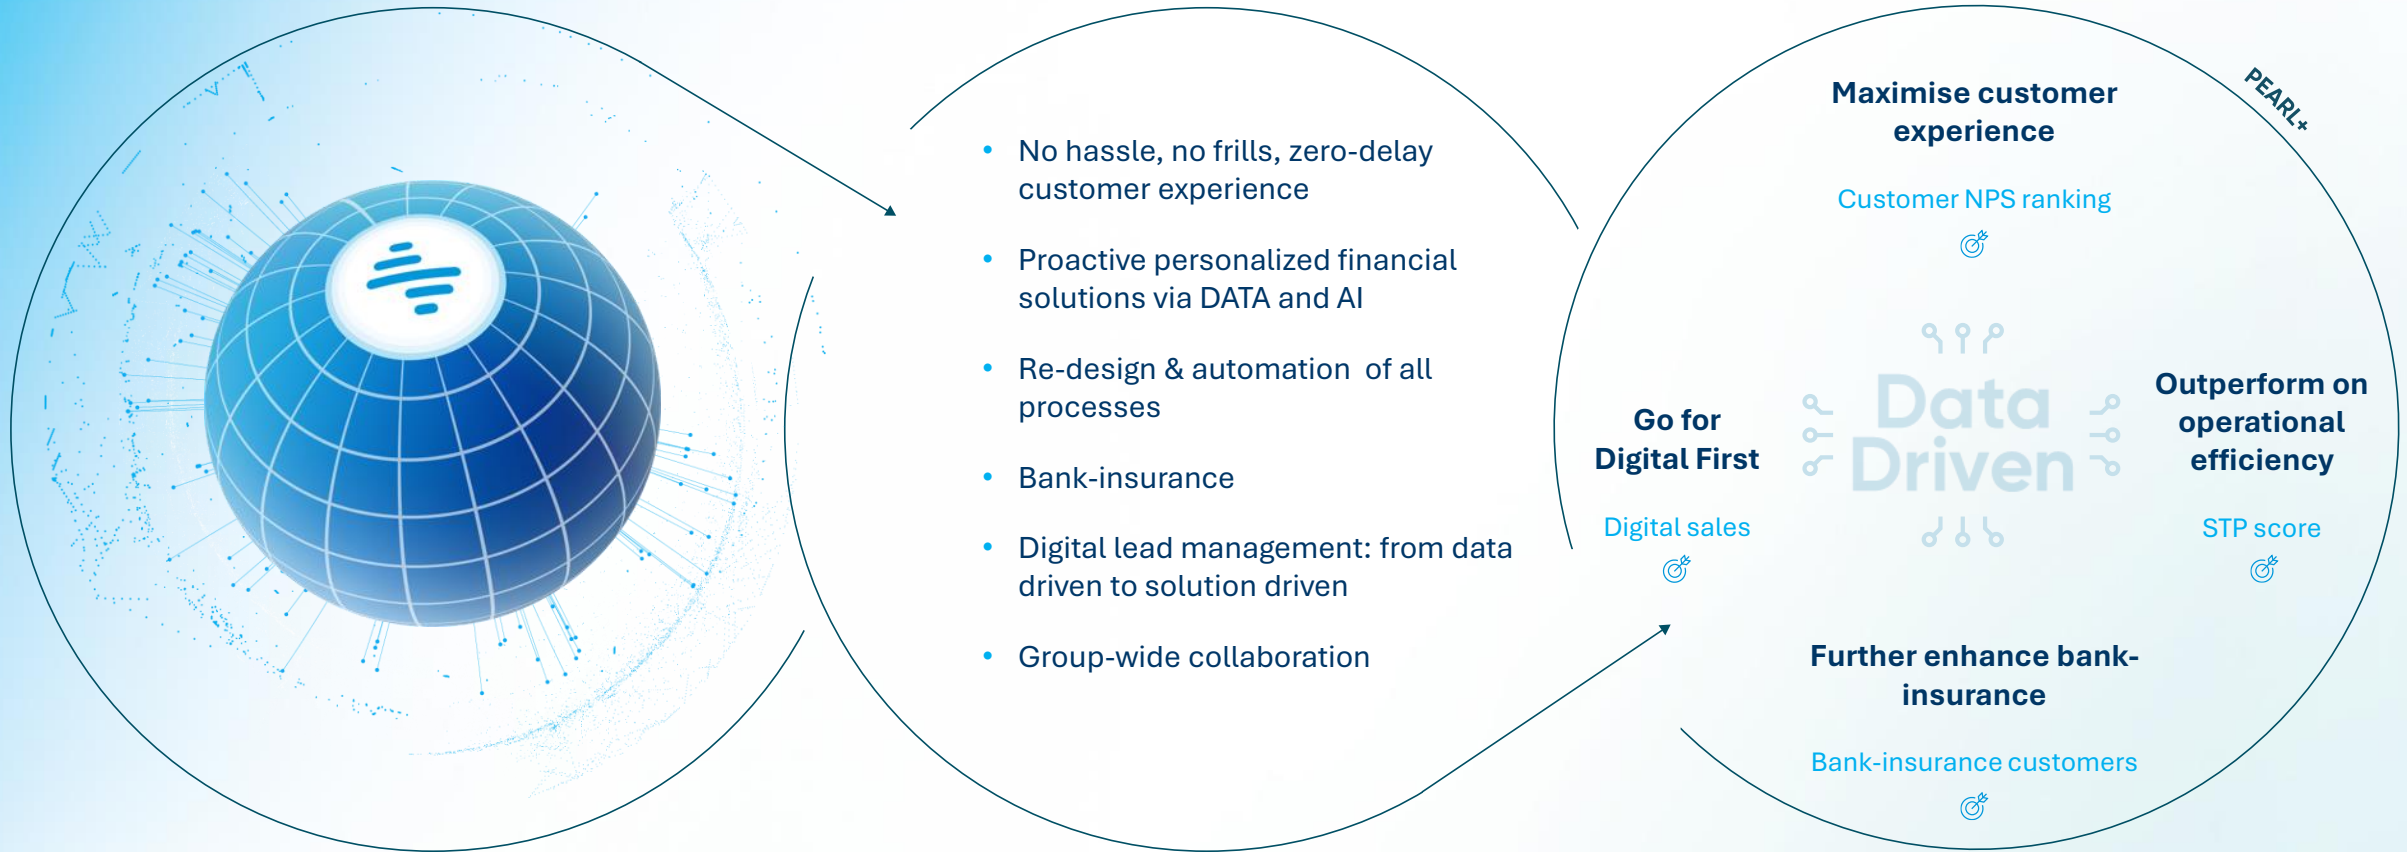 No hassle, no frills, zero-delay
customer experience
Proactive personalized financial
solutions via DATA and AI
Re-design & automation of all
processes
Bank-insurance
Digital lead management: from data
driven to solution driven
Group-wide collaboration
PEARL+
Maximise customer
experience
Customer NPS ranking
Go for
Digital First
Digital sales
Data
Driven
Outperform on
operational
efficiency
STP score
Further enhance bank-
insurance
Bank-insurance customers